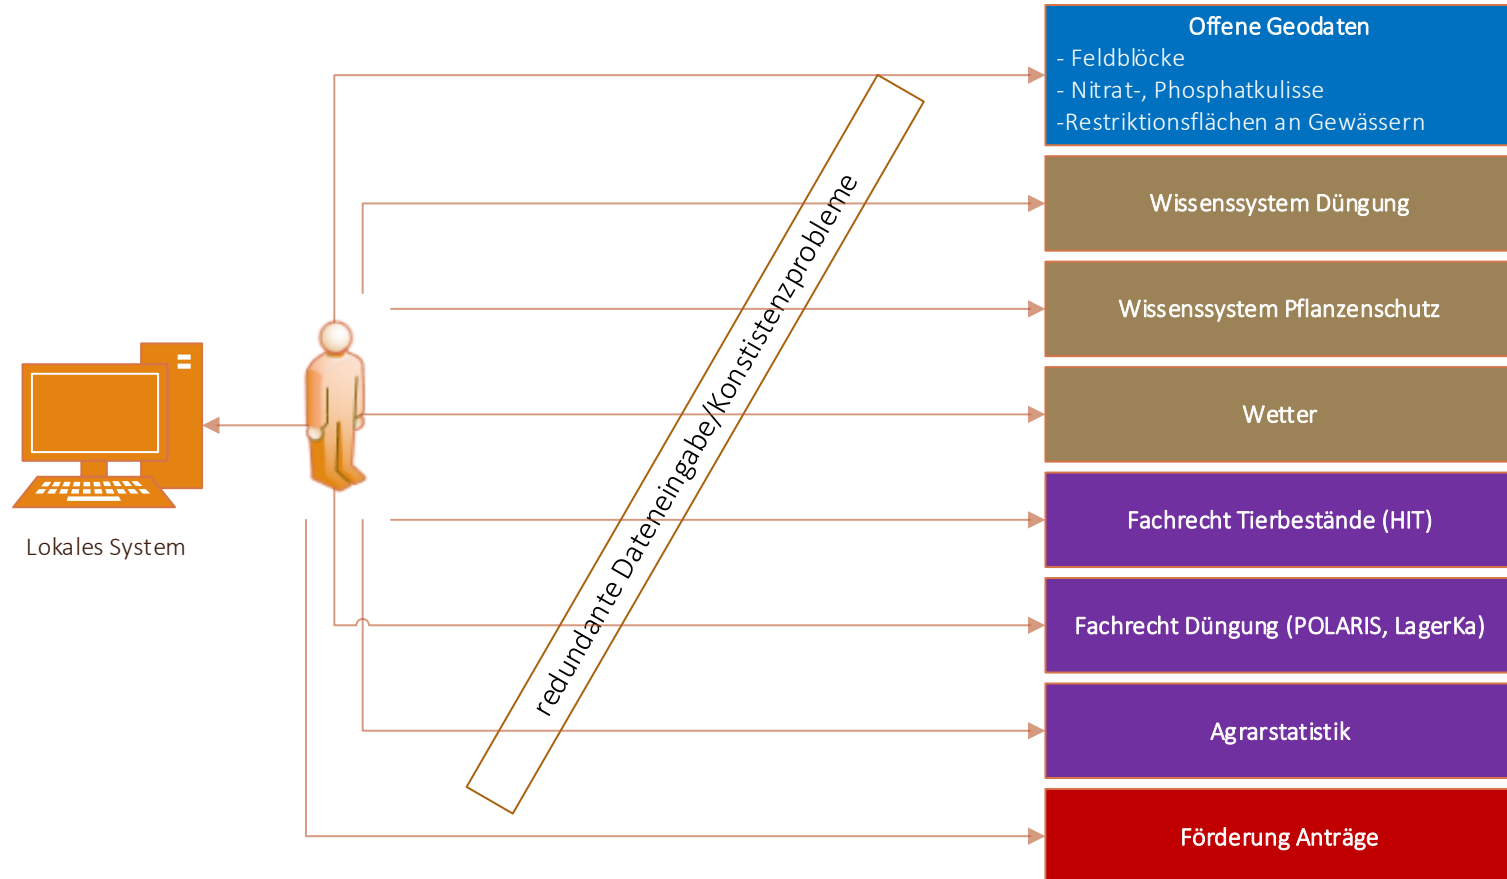 Offene Geodaten
- Feldblöcke
- Nitrat-, Phosphatkulisse
-Restriktionsflächen an Gewässern
Wissenssystem Düngung
Wissenssystem Pflanzenschutz
Wetter
Fachrecht Tierbestände (HIT)
Fachrecht Düngung (POLARIS, LagerKa)
Agrarstatistik
Förderung Anträge
redundante Dateneingabe/Konstistenzprobleme
Lokales System